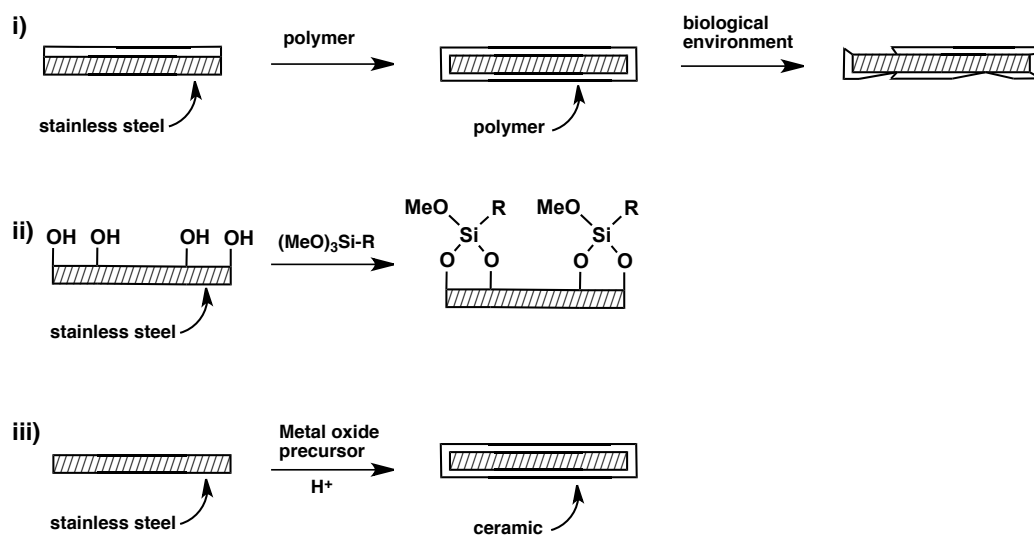 i)
polymer
biological
environment
stainless steel
polymer
ii)
OH OH OH OH
(MeO)₃Si-R
MeO R MeO R
Si Si
O O O O
stainless steel
iii)
Metal oxide
precursor
H⁺
stainless steel
ceramic